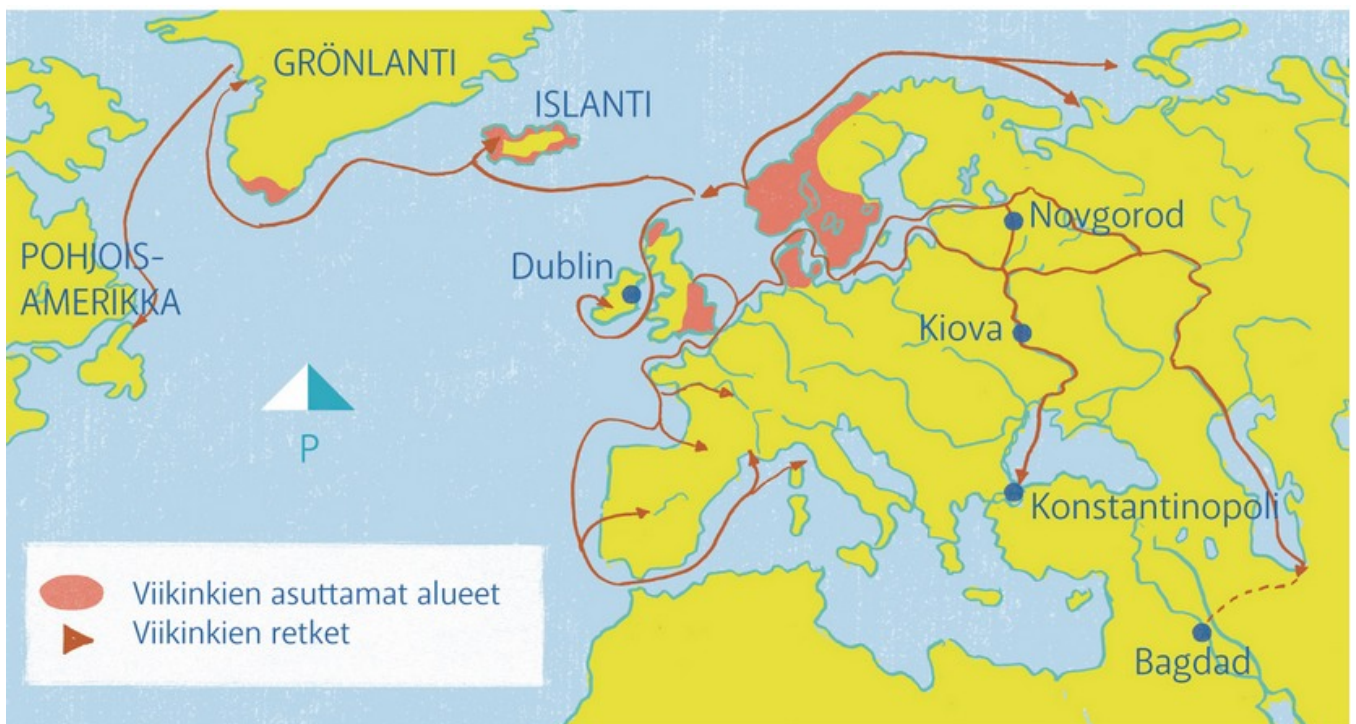 GRÖNLANTI
ISLANTI
POHJOIS-
AMERIKKA
Dublin
Novgorod
Kiova
P
Konstantinopoli
Bagdad
Viikinkien asuttamat alueet
Viikinkien retket